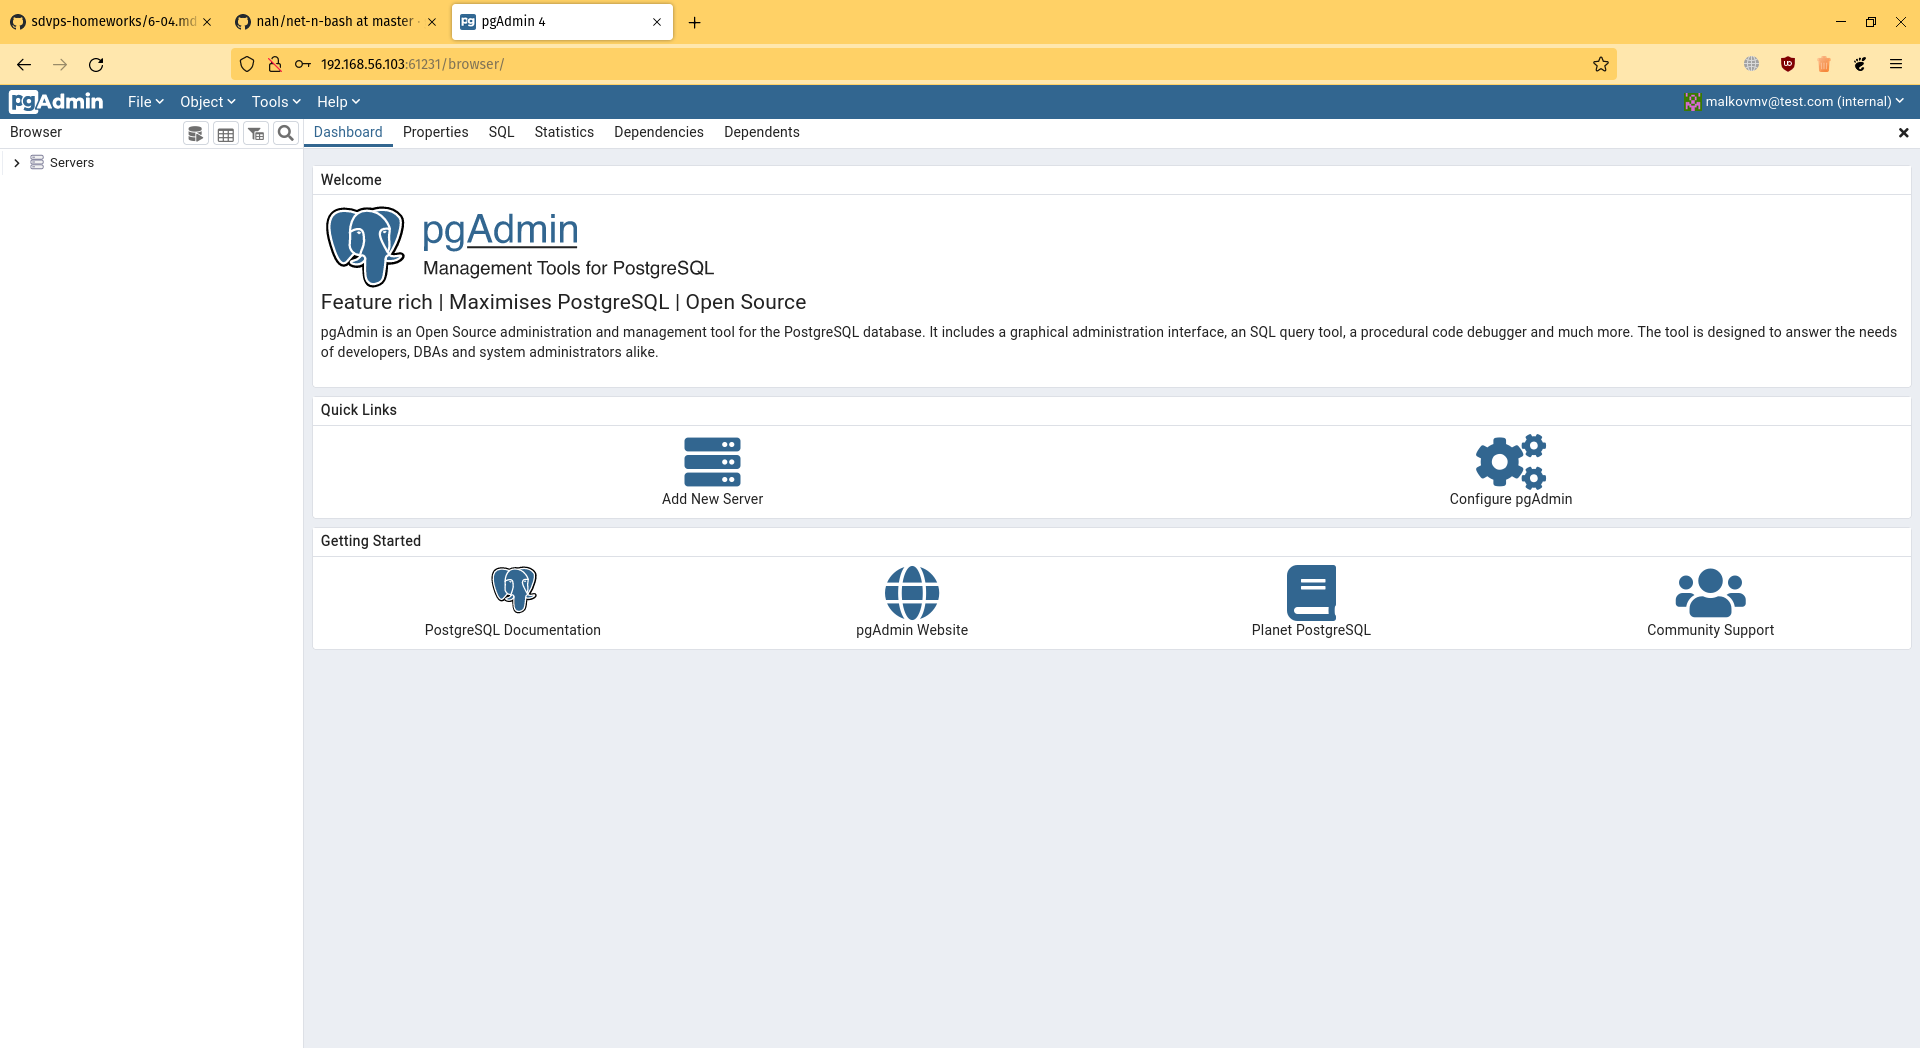 sdvps-homeworks/6-04.md
nah/net-n-bash at master
pgAdmin 4
192.168.56.103:61231/browser/
pgAdmin File Object Tools Help malkovmv@test.com (internal)
Browser Dashboard Properties SQL Statistics Dependencies Dependents
Servers
Welcome
pgAdmin
Management Tools for PostgreSQL
Feature rich | Maximises PostgreSQL | Open Source
pgAdmin is an Open Source administration and management tool for the PostgreSQL database. It includes a graphical administration interface, an SQL query tool, a procedural code debugger and much more. The tool is designed to answer the needs
of developers, DBAs and system administrators alike.
Quick Links
Add New Server Configure pgAdmin
Getting Started
PostgreSQL Documentation pgAdmin Website Planet PostgreSQL Community Support